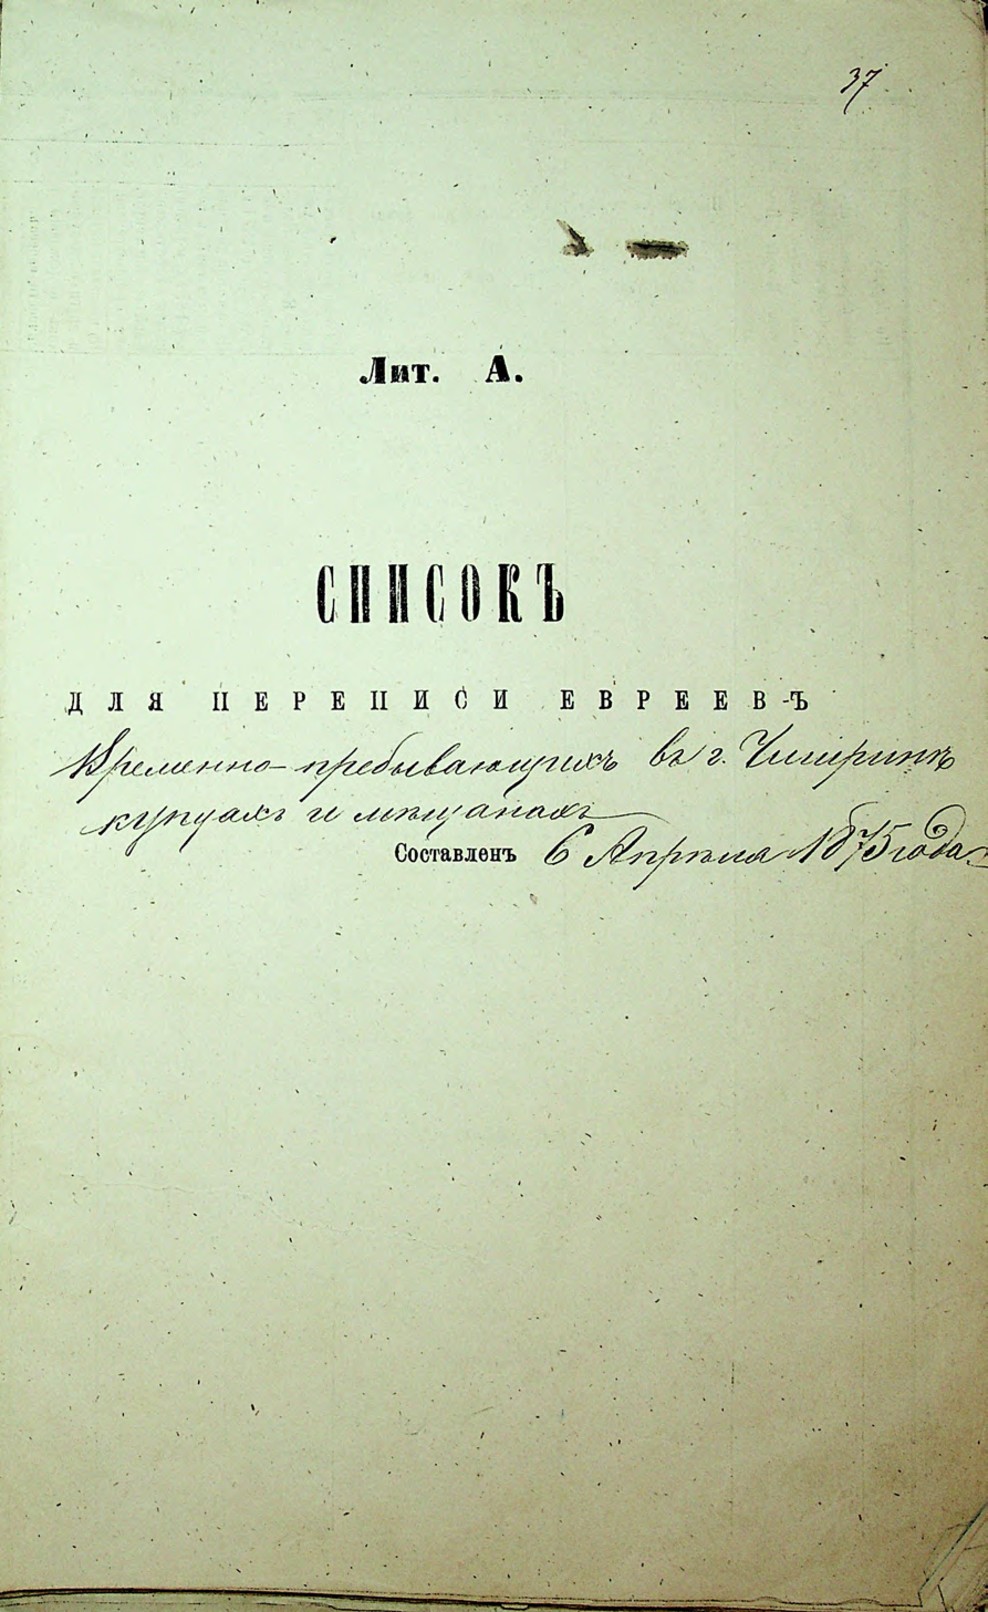 37
Лит. А.
СПИСОКЪ
ДЛЯ ПЕРЕПИСИ ЕВРЕЕВЪ
Временно-пребывающихъ въ г. Чигиринѣ
купцахъ и мѣщанахъ
Составленъ 6 Апрѣля 1875 года